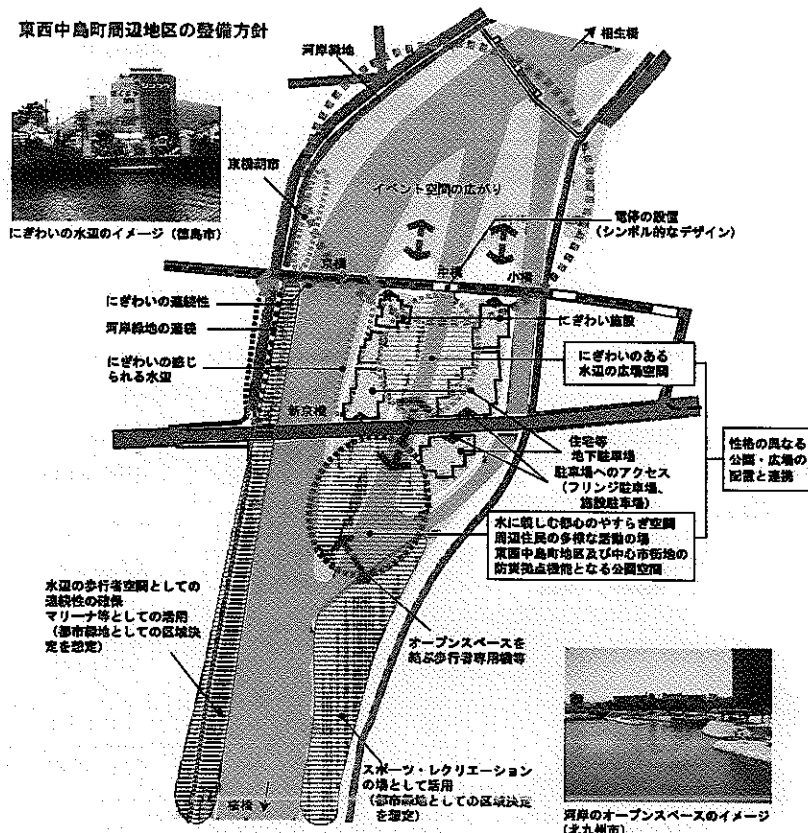 東西中島町周辺地区の整備方針
河岸緑地
相生橋
京橋朝市
イベント空間の広がり
にぎわいの水辺のイメージ（徳島市）
電停の設置
（シンボル的なデザイン）
京橋
中橋
小橋
にぎわいの連続性
河岸緑地の連続
にぎわい施設
にぎわいの感じ
られる水辺
にぎわいのある
水辺の広場空間
新京橋
住宅等
地下駐車場
駐車場へのアクセス
（フリンジ駐車場、
施設駐車場）
性格の異なる
公園・広場の
配置と連携
水に親しむ都心のやすらぎ空間
周辺住民の多様な活動の場
東西中島町地区及び中心市街地の
防災拠点機能となる公園空間
水辺の歩行者空間としての
連続性の確保
マリーナ等としての活用
（都市緑地としての区域決
定を想定）
オープンスペースを
結ぶ歩行者専用橋等
スポーツ・レクリエーション
の場として活用
（都市緑地としての区域決定
を想定）
河岸のオープンスペースのイメージ
（北九州市）